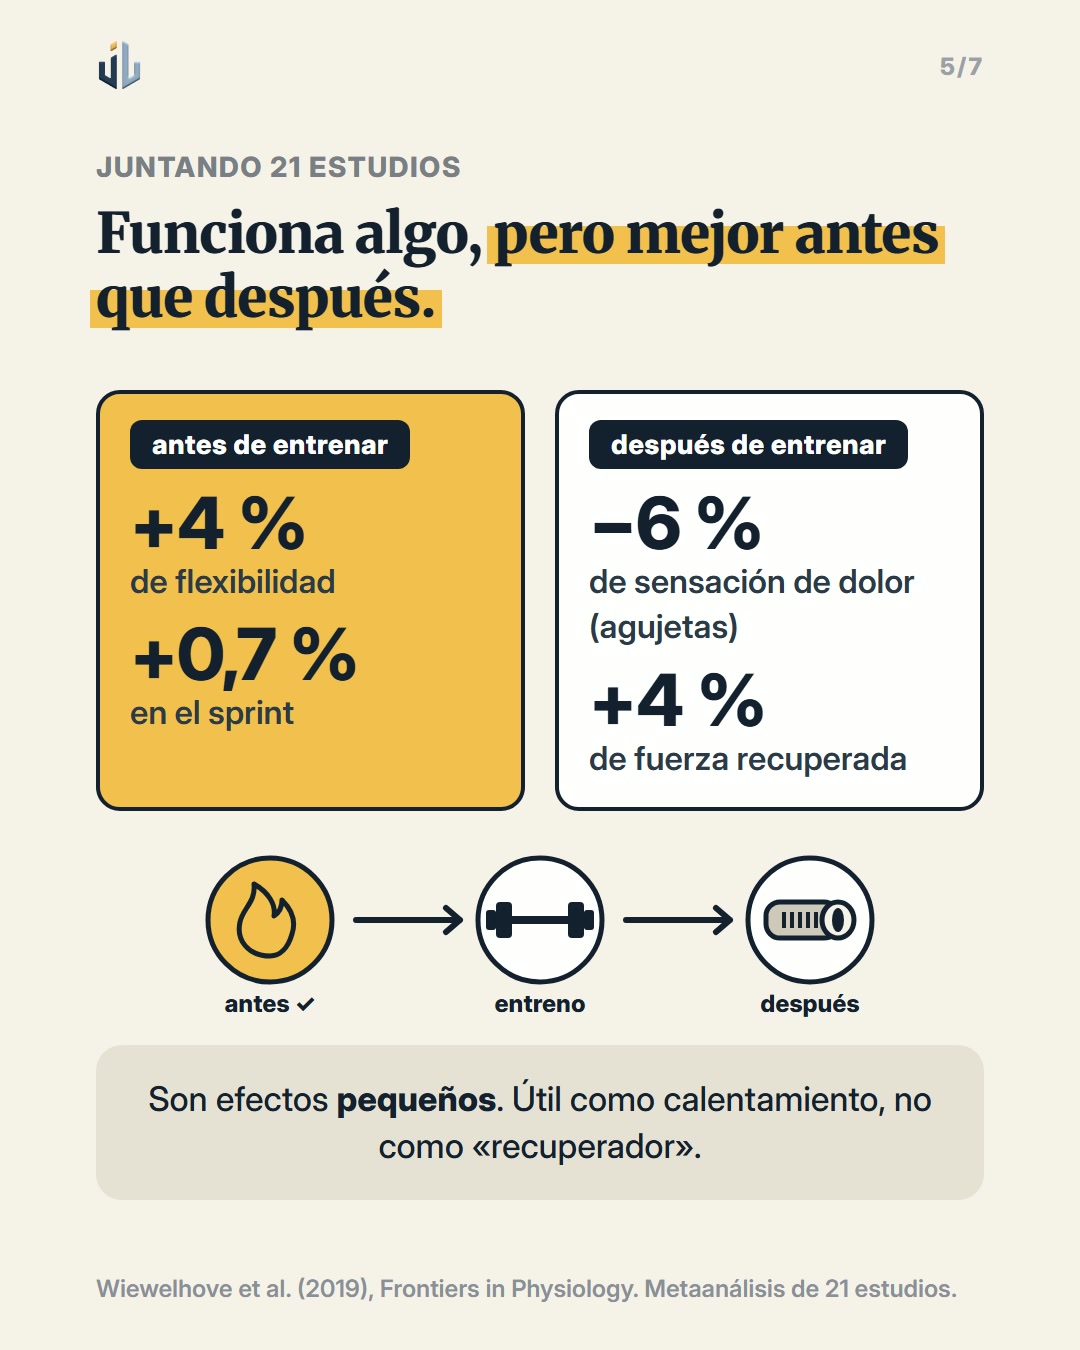 5/7
JUNTANDO 21 ESTUDIOS
Funciona algo, pero mejor antes
que después.
antes de entrenar
+4 %
de flexibilidad
+0,7 %
en el sprint
después de entrenar
−6 %
de sensación de dolor
(agujetas)
+4 %
de fuerza recuperada
antes ✓
entreno
después
Son efectos pequeños. Útil como calentamiento, no
como «recuperador».
Wiewelhove et al. (2019), Frontiers in Physiology. Metaanálisis de 21 estudios.